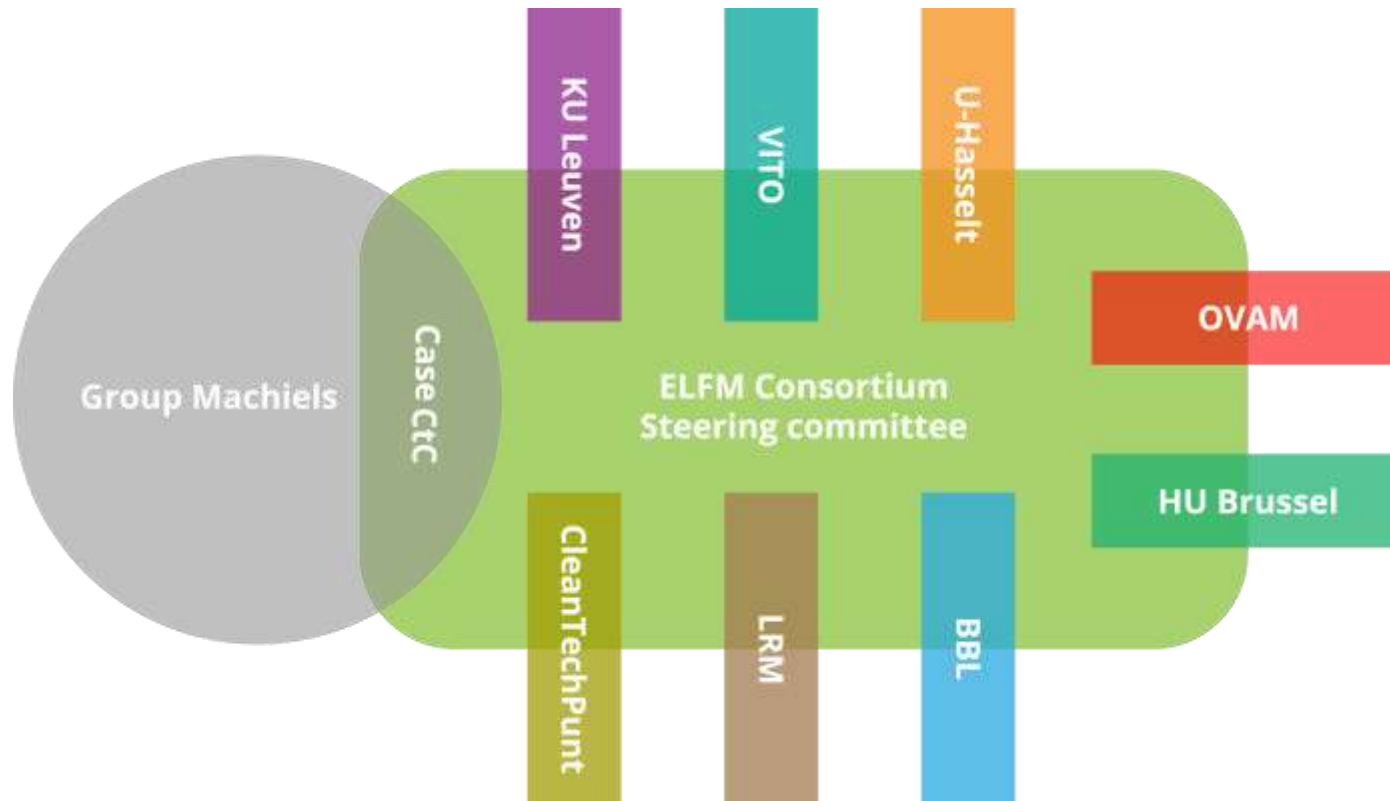 KU Leuven
VITO
U-Hasselt
OVAM
Group Machiels
Case CtC
ELFM Consortium
Steering committee
HU Brussel
CleanTechPunt
LRM
BBL